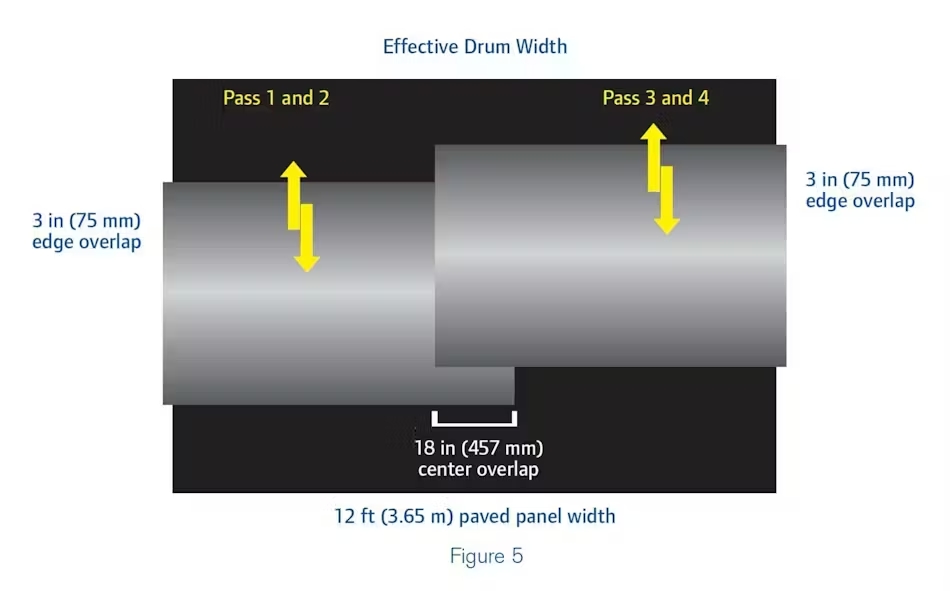 Effective Drum Width
Pass 1 and 2
Pass 3 and 4
3 in (75 mm)
edge overlap
3 in (75 mm)
edge overlap
18 in (457 mm)
center overlap
12 ft (3.65 m) paved panel width
Figure 5